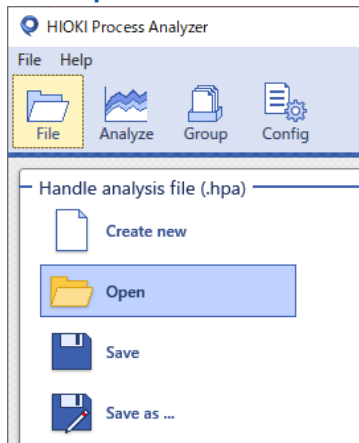 HIOKI Process Analyzer
File Help
File Analyze Group Config
Handle analysis file (.hpa)
Create new
Open
Save
Save as ...